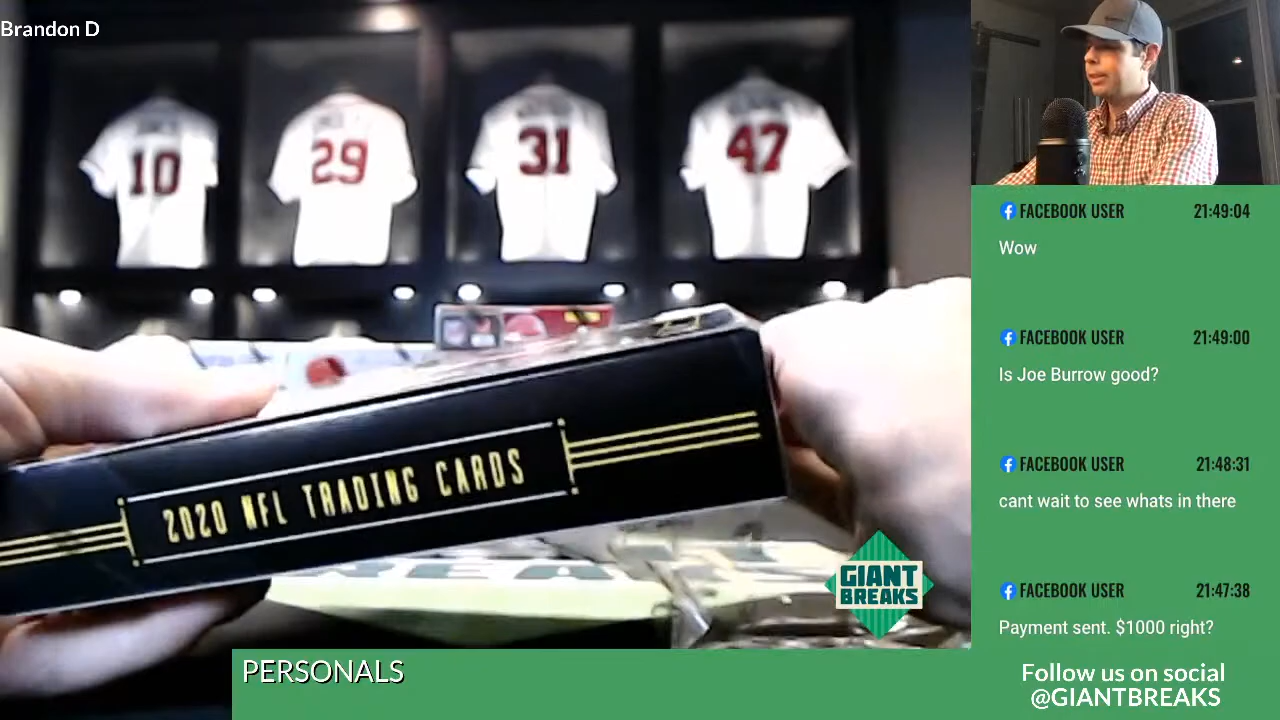 Brandon D
10
29
31
47
2020 NFL TRADING CARDS
GIANT
BREAKS
PERSONALS
FACEBOOK USER 21:49:04
Wow
FACEBOOK USER 21:49:00
Is Joe Burrow good?
FACEBOOK USER 21:48:31
cant wait to see whats in there
FACEBOOK USER 21:47:38
Payment sent. $1000 right?
Follow us on social
@GIANTBREAKS